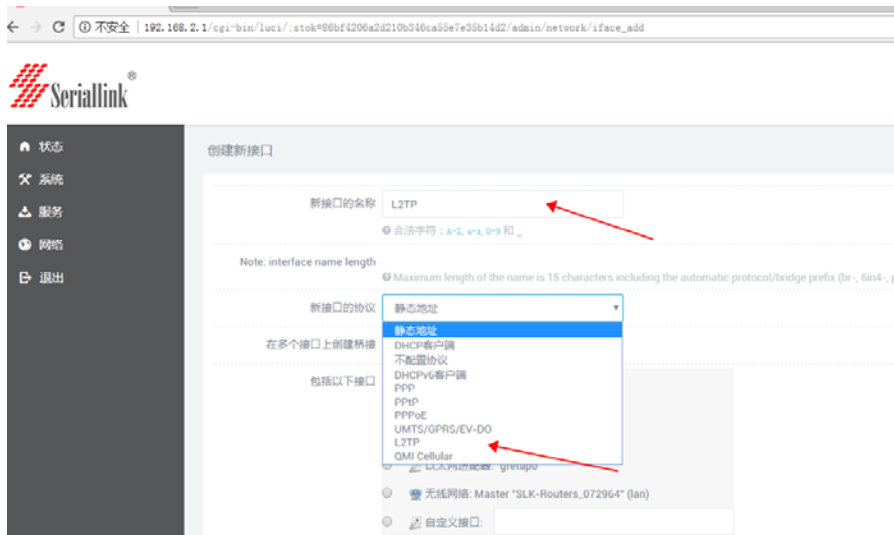 不安全 | 192.168.2.1/cgi-bin/luci/;stok=86bf4206a2d210b346ca55e7e35b14d2/admin/network/iface_add
Seriallink®
状态
系统
服务
网络
退出
创建新接口
新接口的名称 L2TP
合法字符：A-Z, a-z, 0-9 和 _
Note: interface name length
Maximum length of the name is 15 characters including the automatic protocol/bridge prefix (br-, 6in4-,
新接口的协议 静态地址
在多个接口上创建桥接
包括以下接口
静态地址
DHCP客户端
不配置协议
DHCPv6客户端
PPP
PPtP
PPPoE
UMTS/GPRS/EV-DO
L2TP
QMI Cellular
以太网适配器: "gretap0"
无线网络: Master "SLK-Routers_072964" (lan)
自定义接口: